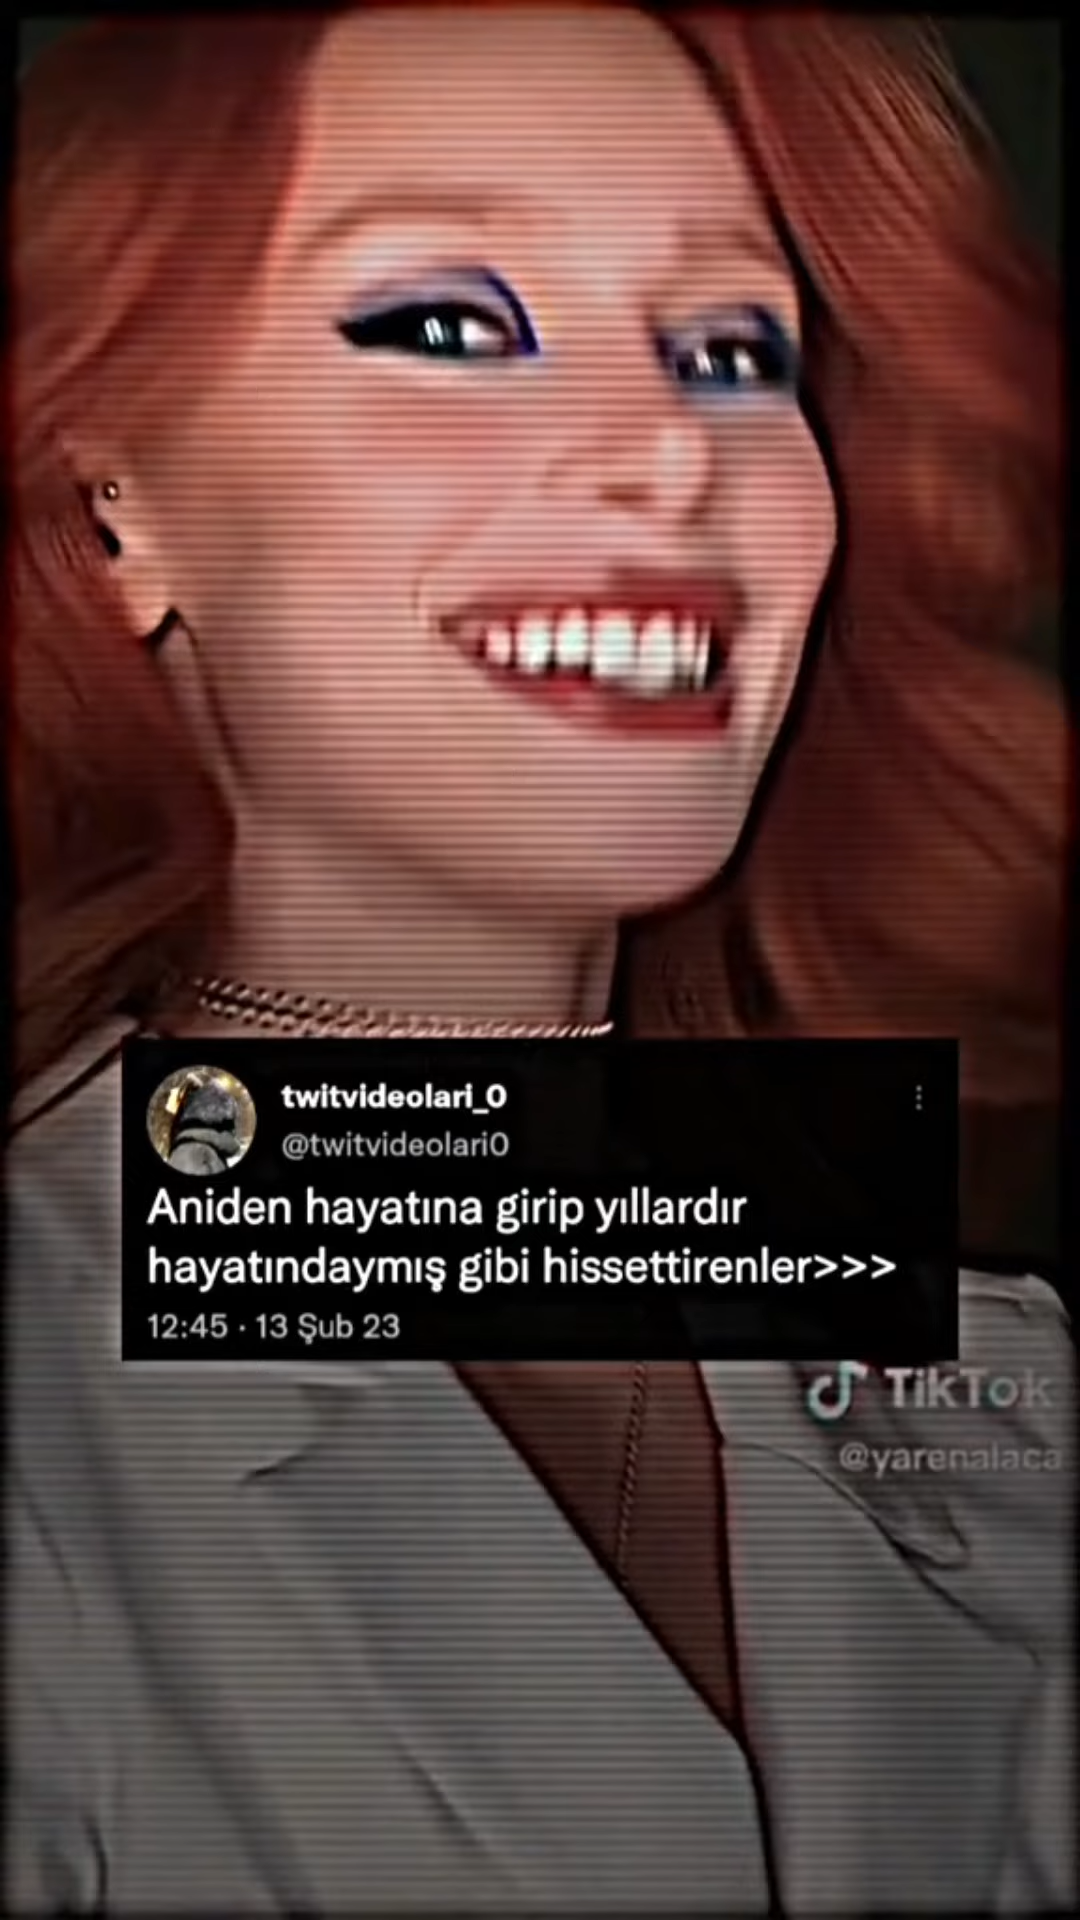 twitvideolari_0
@twitvideolari0
Aniden hayatına girip yıllardır
hayatındaymış gibi hissettirenler>>>
12:45 · 13 Şub 23
TikTok
@yarenalaca